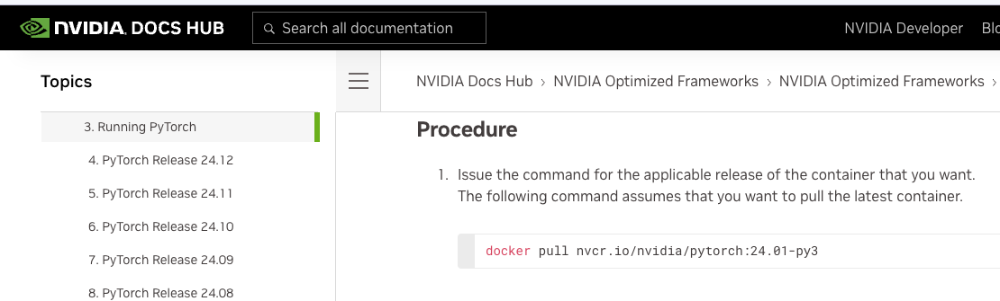 NVIDIA. DOCS HUB
Search all documentation
NVIDIA Developer
Topics
NVIDIA Docs Hub › NVIDIA Optimized Frameworks › NVIDIA Optimized Frameworks ›
3. Running PyTorch
4. PyTorch Release 24.12
5. PyTorch Release 24.11
6. PyTorch Release 24.10
7. PyTorch Release 24.09
8. PyTorch Release 24.08
Procedure
1. Issue the command for the applicable release of the container that you want.
The following command assumes that you want to pull the latest container.
docker pull nvcr.io/nvidia/pytorch:24.01-py3